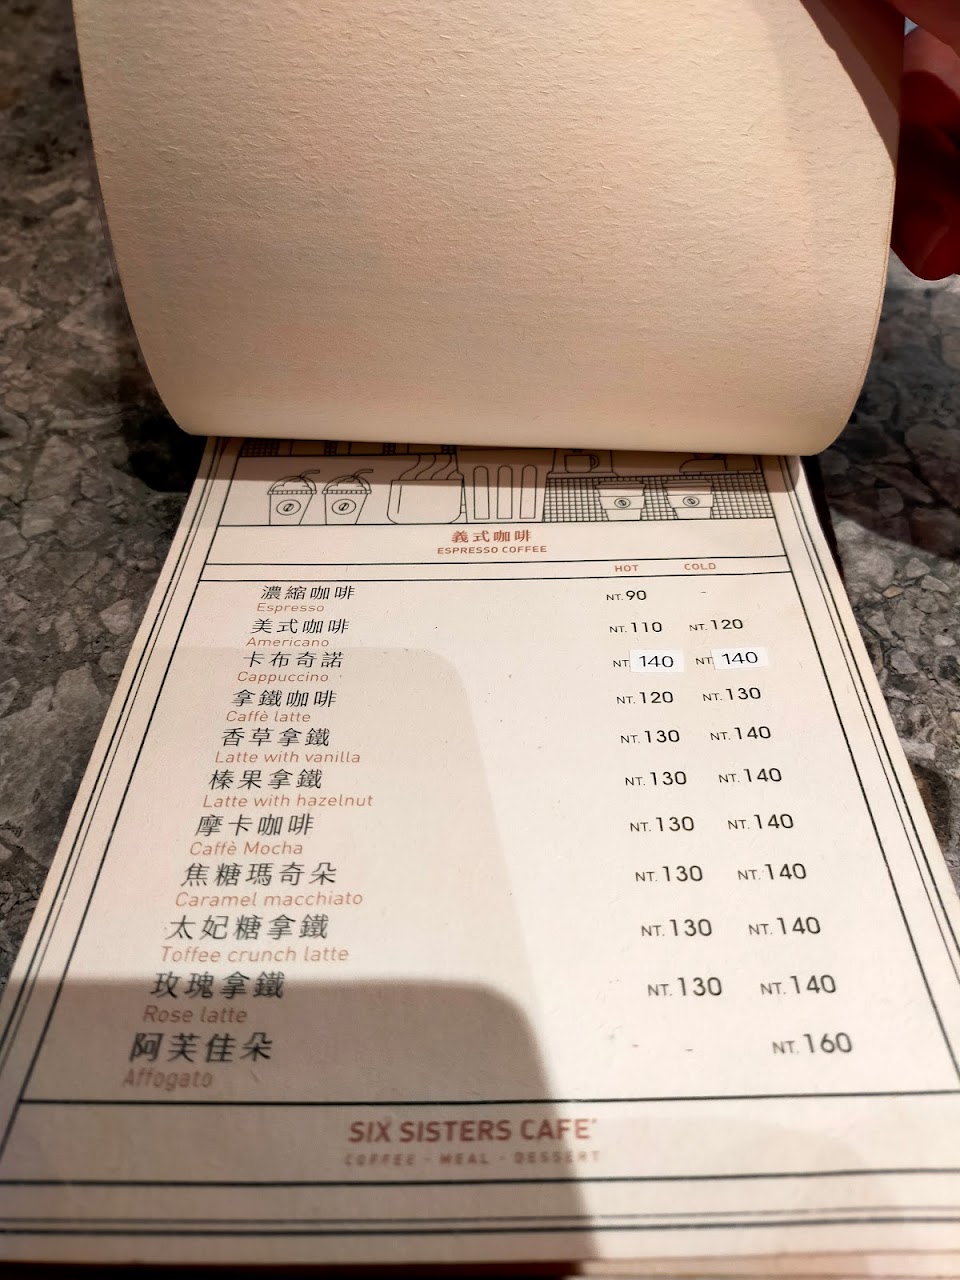 義式咖啡
ESPRESSO COFFEE
HOT COLD
濃縮咖啡 NT.90 -
Espresso
美式咖啡 NT.110 NT.120
Americano
卡布奇諾 NT 140 NT. 140
Cappuccino
拿鐵咖啡 NT.120 NT.130
Caffè latte
香草拿鐵 NT.130 NT.140
Latte with vanilla
榛果拿鐵 NT.130 NT.140
Latte with hazelnut
摩卡咖啡 NT.130 NT.140
Caffè Mocha
焦糖瑪奇朵 NT.130 NT.140
Caramel macchiato
太妃糖拿鐵 NT.130 NT.140
Toffee crunch latte
玫瑰拿鐵 NT.130 NT.140
Rose latte
阿芙佳朵 - - NT.160
Affogato
SIX SISTERS CAFE'
COFFEE - MEAL - DESSERT